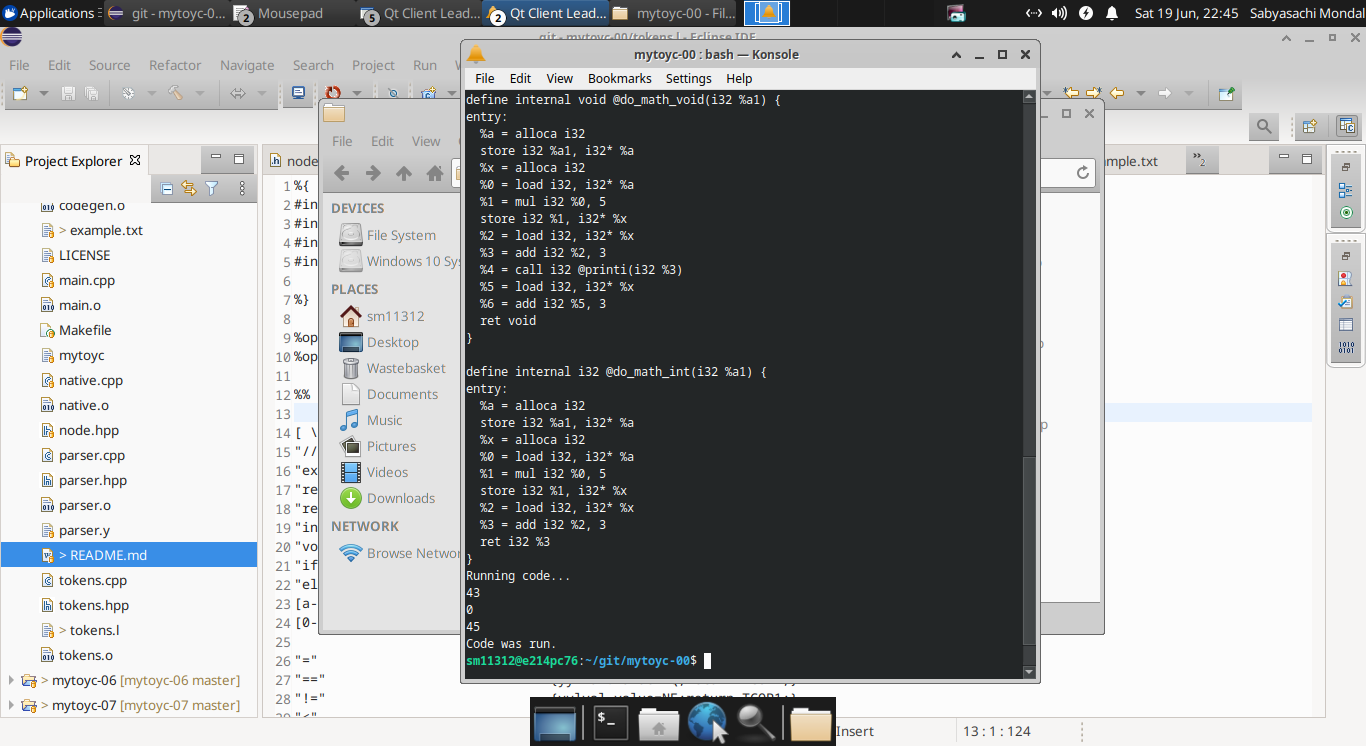 Applications
git - mytoyc-0...
2 Mousepad
5 Qt Client Lead...
2 Qt Client Lead...
mytoyc-00 - Fil...
Sat 19 Jun, 22:45
Sabyasachi Mondal
git - mytoyc-00/tokens.l - Eclipse IDE
File Edit Source Refactor Navigate Search Project Run
Project Explorer
codegen.o
> example.txt
LICENSE
main.cpp
main.o
Makefile
mytoyc
native.cpp
native.o
node.hpp
parser.cpp
parser.hpp
parser.o
parser.y
> README.md
tokens.cpp
tokens.hpp
> tokens.l
tokens.o
> mytoyc-06 [mytoyc-06 master]
> mytoyc-07 [mytoyc-07 master]
node
mple.txt
»2
1 %{
2 #in
3 #in
4 #in
5 #in
6
7 %}
8
9 %op
10 %op
11
12 %%
13
14 [ \
15 "//
16 "ex
17 "re
18 "re
19 "in
20 "vo
21 "if
22 "el
23 [a-
24 [0-
25
26 "="
27 "=="
28 "!="
File Edit View
DEVICES
File System
Windows 10 Sys
PLACES
sm11312
Desktop
Wastebasket
Documents
Music
Pictures
Videos
Downloads
NETWORK
Browse Networ
mytoyc-00 : bash — Konsole
File Edit View Bookmarks Settings Help
define internal void @do_math_void(i32 %a1) {
entry:
  %a = alloca i32
  store i32 %a1, i32* %a
  %x = alloca i32
  %0 = load i32, i32* %a
  %1 = mul i32 %0, 5
  store i32 %1, i32* %x
  %2 = load i32, i32* %x
  %3 = add i32 %2, 3
  %4 = call i32 @printi(i32 %3)
  %5 = load i32, i32* %x
  %6 = add i32 %5, 3
  ret void
}
define internal i32 @do_math_int(i32 %a1) {
entry:
  %a = alloca i32
  store i32 %a1, i32* %a
  %x = alloca i32
  %0 = load i32, i32* %a
  %1 = mul i32 %0, 5
  store i32 %1, i32* %x
  %2 = load i32, i32* %x
  %3 = add i32 %2, 3
  ret i32 %3
}
Running code...
43
0
45
Code was run.
sm11312@e214pc76:~/git/mytoyc-00$
Insert
13 : 1 : 124